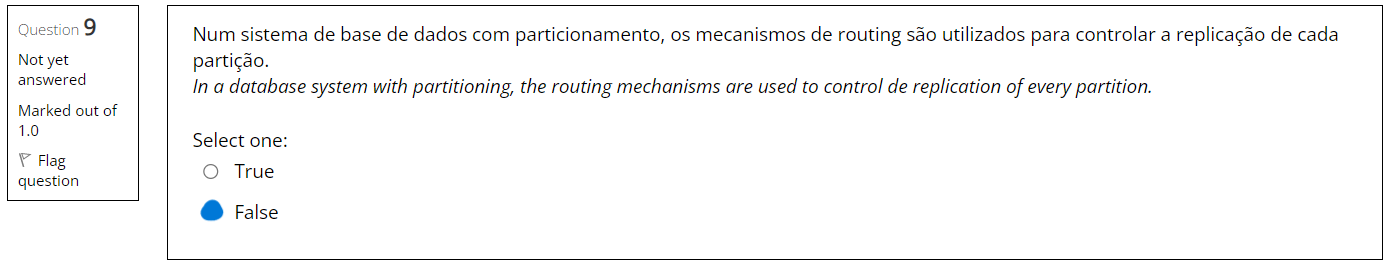 Question 9
Not yet
answered
Marked out of
1.0
Flag
question
Num sistema de base de dados com particionamento, os mecanismos de routing são utilizados para controlar a replicação de cada
partição.
In a database system with partitioning, the routing mechanisms are used to control de replication of every partition.
Select one:
True
False